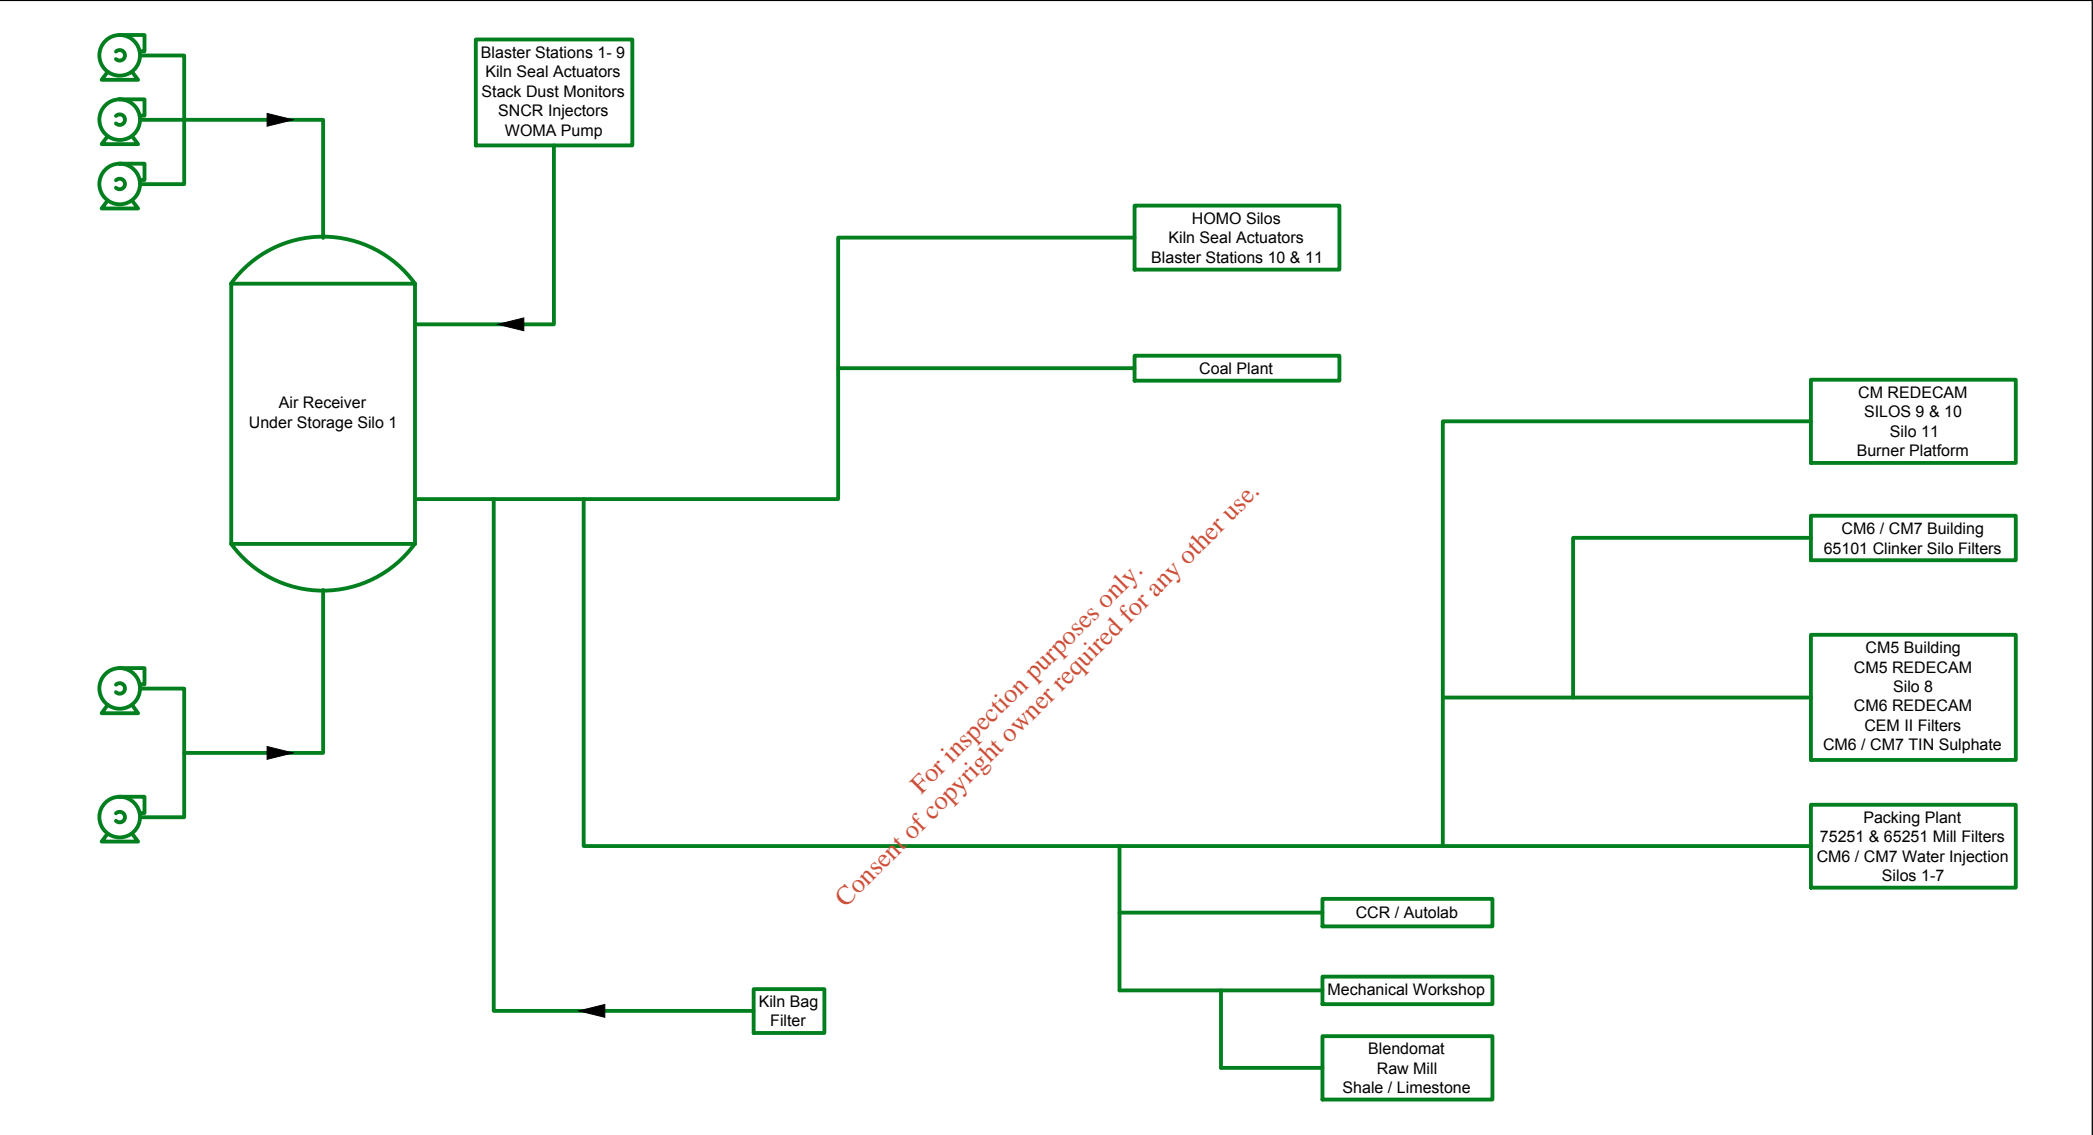 Blaster Stations 1- 9
Kiln Seal Actuators
Stack Dust Monitors
SNCR Injectors
WOMA Pump
HOMO Silos
Kiln Seal Actuators
Blaster Stations 10 & 11
Coal Plant
Air Receiver
Under Storage Silo 1
CM REDECAM
SILOS 9 & 10
Silo 11
Burner Platform
CM6 / CM7 Building
65101 Clinker Silo Filters
For inspection purposes only.
Consent of copyright owner required for any other use.
CM5 Building
CM5 REDECAM
Silo 8
CM6 REDECAM
CEM II Filters
CM6 / CM7 TIN Sulphate
Packing Plant
75251 & 65251 Mill Filters
CM6 / CM7 Water Injection
Silos 1-7
CCR / Autolab
Mechanical Workshop
Kiln Bag
Filter
Blendomat
Raw Mill
Shale / Limestone